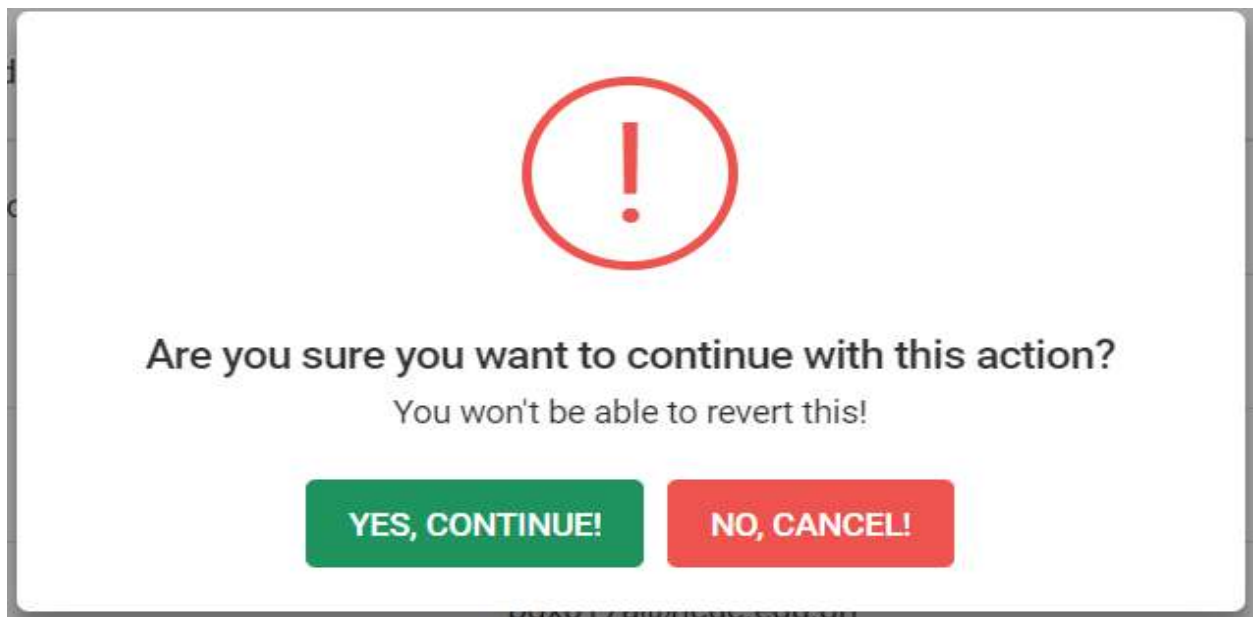 !
Are you sure you want to continue with this action?
You won't be able to revert this!
YES, CONTINUE! NO, CANCEL!